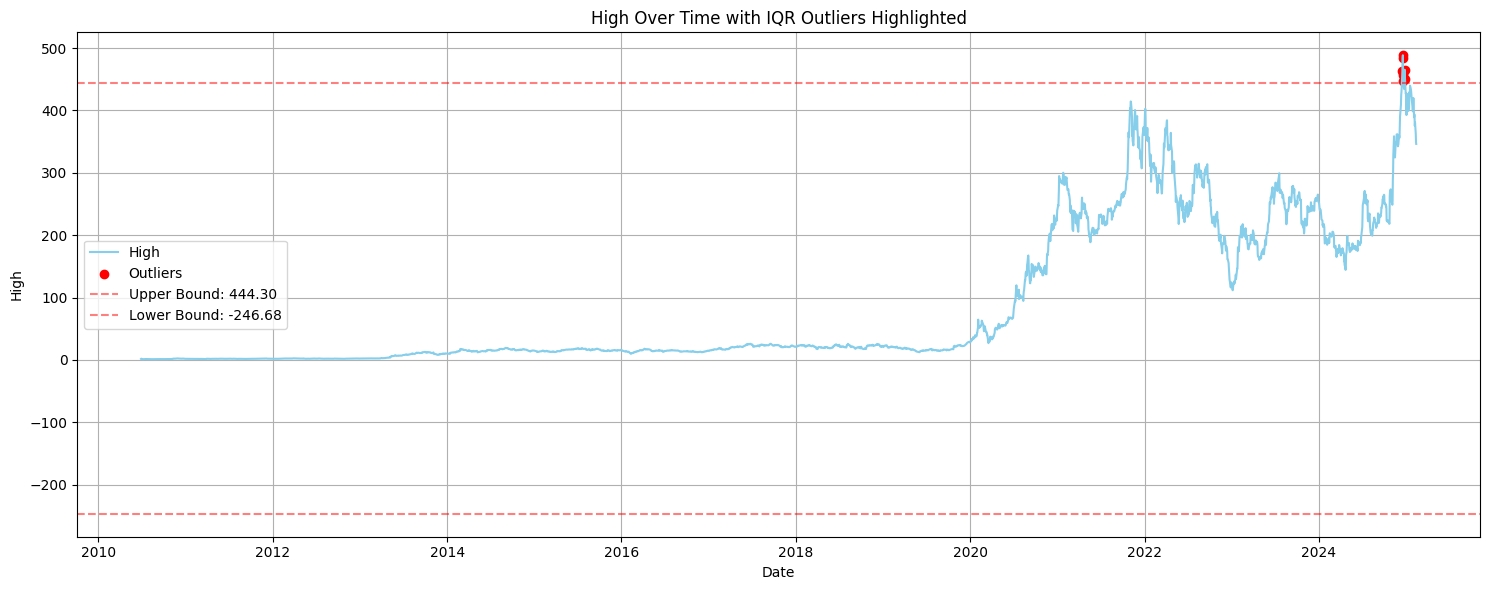 High Over Time with IQR Outliers Highlighted
500
400
300
200
100
0
−100
−200
High
High
Outliers
Upper Bound: 444.30
Lower Bound: -246.68
2010
2012
2014
2016
2018
2020
2022
2024
Date